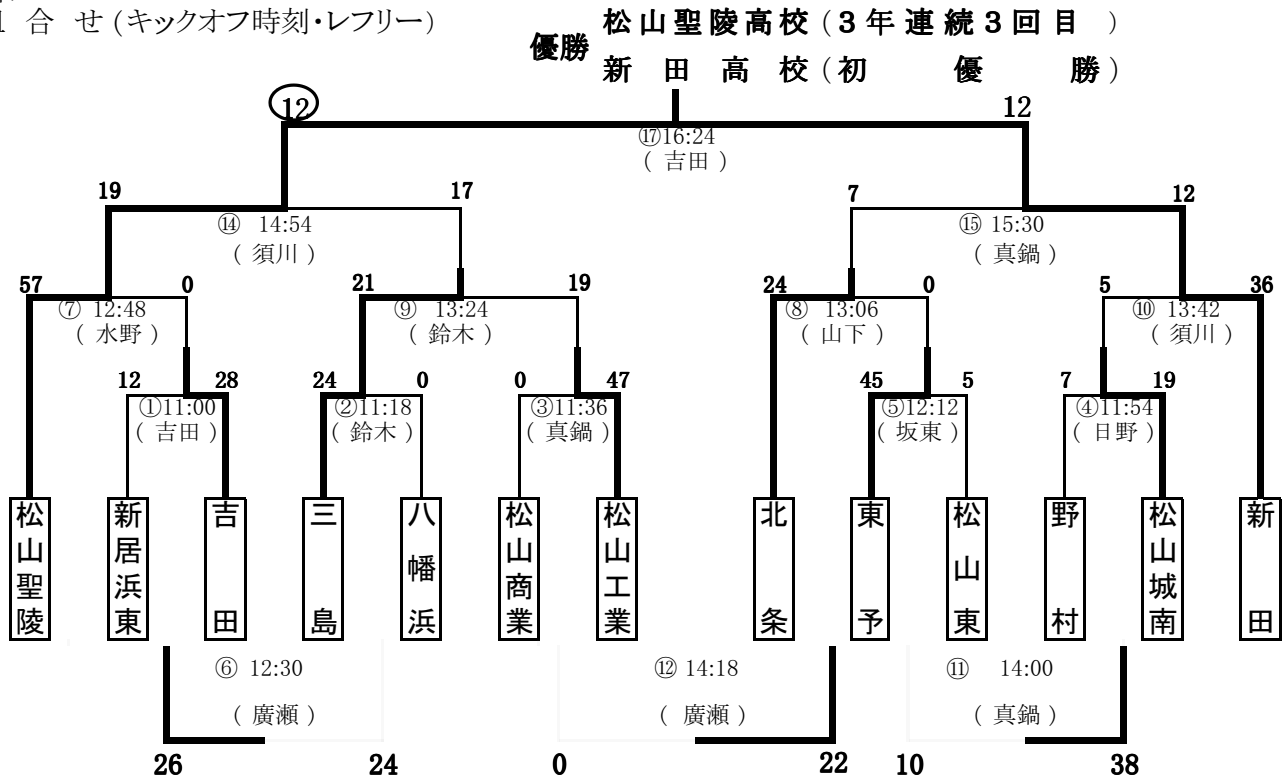 合 せ (キックオフ時刻・レフリー)
優勝
松山聖陵高校 (3年連続3回目 )
新 田 高 校 (初 優 勝)
12 12
⑰16:24
( 吉田 )
19 17 7 12
⑭ 14:54 ⑮ 15:30
( 須川 ) ( 真鍋 )
57 0 21 19 24 0 5 36
⑦ 12:48 ⑨ 13:24 ⑧ 13:06 ⑩ 13:42
( 水野 ) ( 鈴木 ) ( 山下 ) ( 須川 )
12 28 24 0 0 47 45 5 7 19
①11:00 ②11:18 ③11:36 ⑤12:12 ④11:54
( 吉田 ) ( 鈴木 ) ( 真鍋 ) ( 坂東 ) ( 日野 )
松山聖陵
新居浜東
吉田
三島
八幡浜
松山商業
松山工業
北条
東予
松山東
野村
松山城南
新田
⑥ 12:30 ⑫ 14:18 ⑪ 14:00
( 廣瀬 ) ( 廣瀬 ) ( 真鍋 )
26 24 0 22 10 38